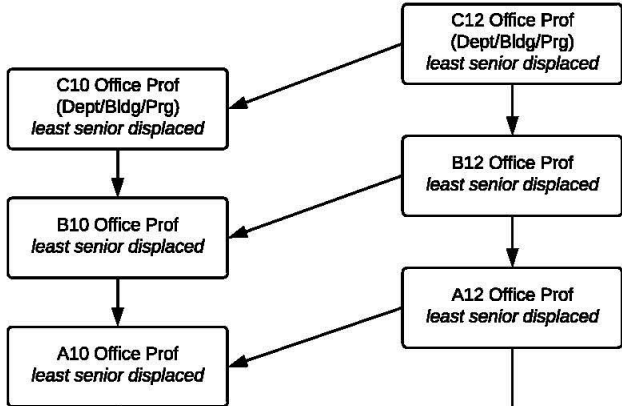 C12 Office Prof
(Dept/Bldg/Prg)
least senior displaced
C10 Office Prof
(Dept/Bldg/Prg)
least senior displaced
B12 Office Prof
least senior displaced
B10 Office Prof
least senior displaced
A12 Office Prof
least senior displaced
A10 Office Prof
least senior displaced